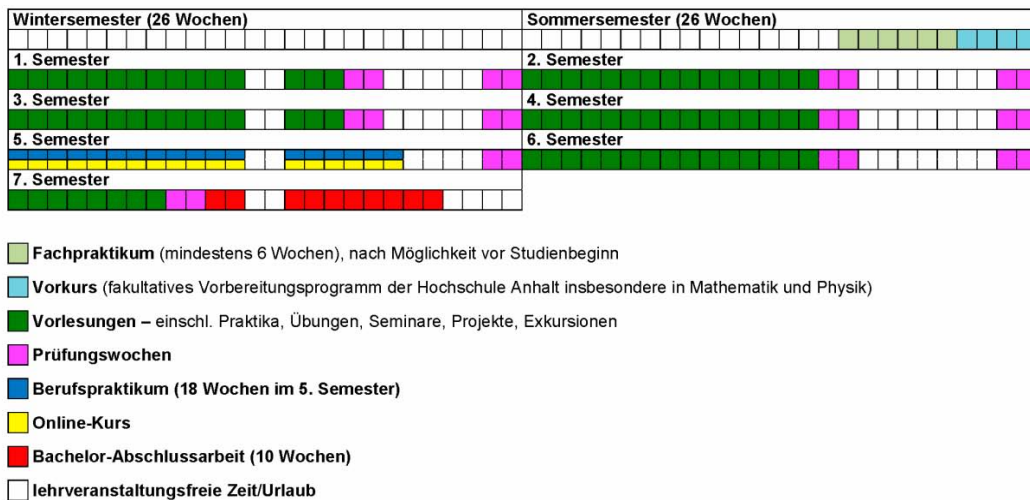 Wintersemester (26 Wochen)
Sommersemester (26 Wochen)
1. Semester
2. Semester
3. Semester
4. Semester
5. Semester
6. Semester
7. Semester
Fachpraktikum (mindestens 6 Wochen), nach Möglichkeit vor Studienbeginn
Vorkurs (fakultatives Vorbereitungsprogramm der Hochschule Anhalt insbesondere in Mathematik und Physik)
Vorlesungen – einschl. Praktika, Übungen, Seminare, Projekte, Exkursionen
Prüfungswochen
Berufspraktikum (18 Wochen im 5. Semester)
Online-Kurs
Bachelor-Abschlussarbeit (10 Wochen)
lehrveranstaltungsfreie Zeit/Urlaub